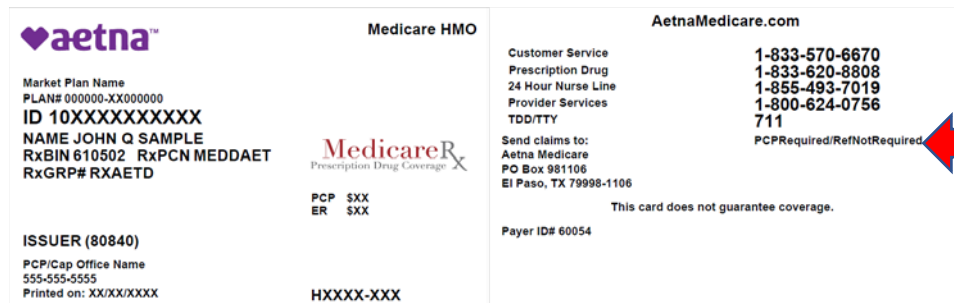 aetna™
Medicare HMO
Market Plan Name
PLAN# 000000-XX000000
ID 10XXXXXXXXXX
NAME JOHN Q SAMPLE
RxBIN 610502 RxPCN MEDDAET
RxGRP# RXAETD
MedicareRx
Prescription Drug Coverage
PCP $XX
ER $XX
ISSUER (80840)
PCP/Cap Office Name
555-555-5555
Printed on: XX/XX/XXXX
HXXXX-XXX
AetnaMedicare.com
Customer Service 1-833-570-6670
Prescription Drug 1-833-620-8808
24 Hour Nurse Line 1-855-493-7019
Provider Services 1-800-624-0756
TDD/TTY 711
Send claims to: PCPRequired/RefNotRequired
Aetna Medicare
PO Box 981106
El Paso, TX 79998-1106
This card does not guarantee coverage.
Payer ID# 60054